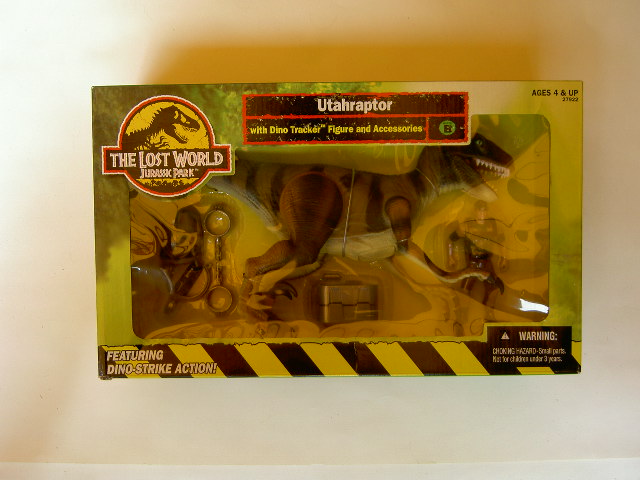 AGES 4 & UP
Utahraptor
with Dino Tracker™ Figure and Accessories
THE LOST WORLD
JURASSIC PARK™
FEATURING
DINO-STRIKE ACTION!
WARNING:
CHOKING HAZARD-Small parts.
Not for children under 3 years.